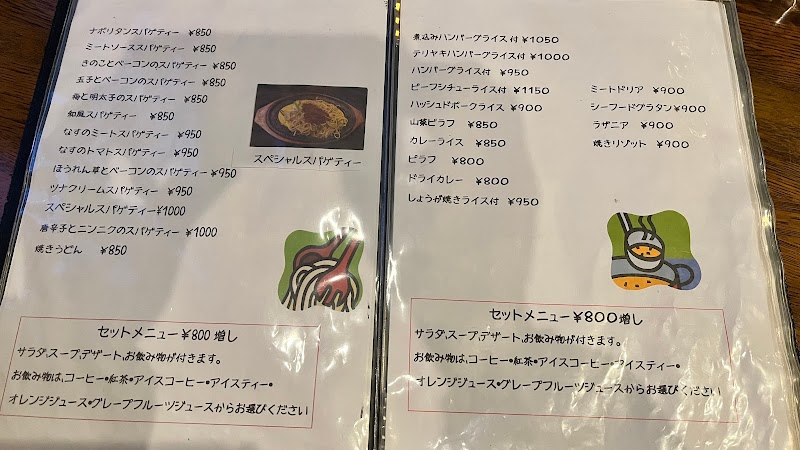 ナポリタンスパゲティー ¥850
ミートソーススパゲティー ¥850
きのことベーコンのスパゲティー ¥850
玉子とベーコンのスパゲティー ¥850
梅と明太子のスパゲティー ¥850
和風スパゲティー ¥850
なすのミートスパゲティー ¥950
なすのトマトスパゲティー ¥950
ほうれん草とベーコンのスパゲティー ¥950
ツナクリームスパゲティー ¥950
スペシャルスパゲティー¥1000
唐辛子とニンニクのスパゲティー ¥1000
焼きうどん ¥850
スペシャルスパゲティー
セットメニュー¥800増し
サラダ、スープ、デザート、お飲み物が付きます。
お飲み物は、コーヒー•紅茶•アイスコーヒー•アイスティー•
オレンジジュース•グレープフルーツジュースからお選びください
煮込みハンバーグライス付 ¥1050
テリヤキハンバーグライス付 ¥1000
ハンバーグライス付 ¥950
ビーフシチューライス付 ¥1150
ハッシュドポークライス ¥900
山菜ピラフ ¥850
カレーライス ¥850
ピラフ ¥800
ドライカレー ¥800
しょうが焼きライス付 ¥950
ミートドリア ¥900
シーフードグラタン¥900
ラザニア ¥900
焼きリゾット ¥900
セットメニュー¥800増し
サラダ、スープ、デザート、お飲み物が付きます。
お飲み物は、コーヒー•紅茶•アイスコーヒー•アイスティー•
オレンジジュース•グレープフルーツジュースからお選びください